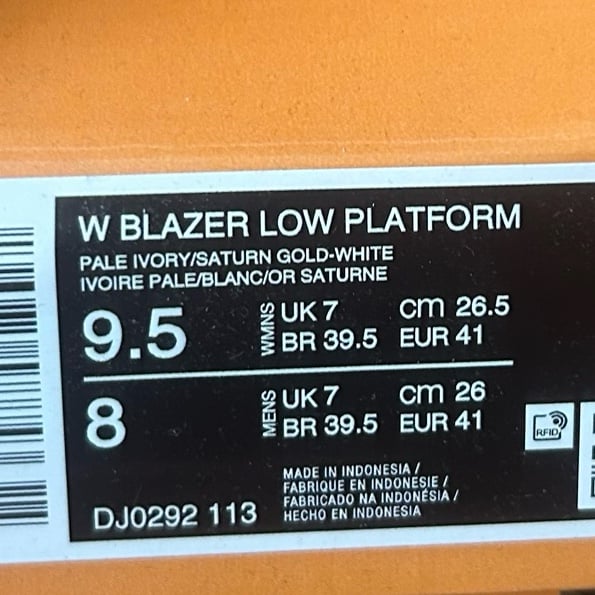 W BLAZER LOW PLATFORM
PALE IVORY/SATURN GOLD-WHITE
IVOIRE PALE/BLANC/OR SATURNE
9.5 WMNS UK 7 cm 26.5
BR 39.5 EUR 41
8 MENS UK 7 cm 26
BR 39.5 EUR 41
RFID
MADE IN INDONESIA /
FABRIQUE EN INDONESIE /
FABRICADO NA INDONÉSIA /
HECHO EN INDONESIA
DJ0292 113